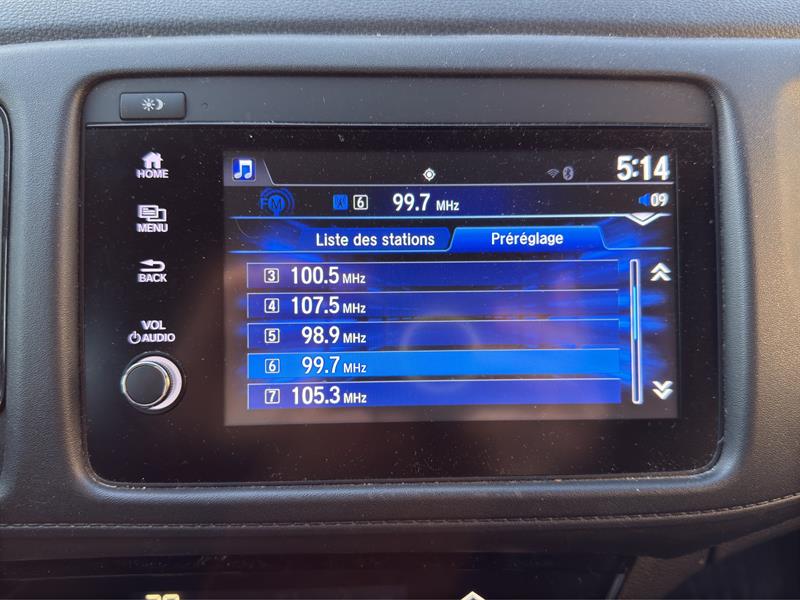 HOME
MENU
BACK
VOL
AUDIO
5:14
FM 6 99.7 MHz 09
Liste des stations Préréglage
3 100.5 MHz
4 107.5 MHz
5 98.9 MHz
6 99.7 MHz
7 105.3 MHz